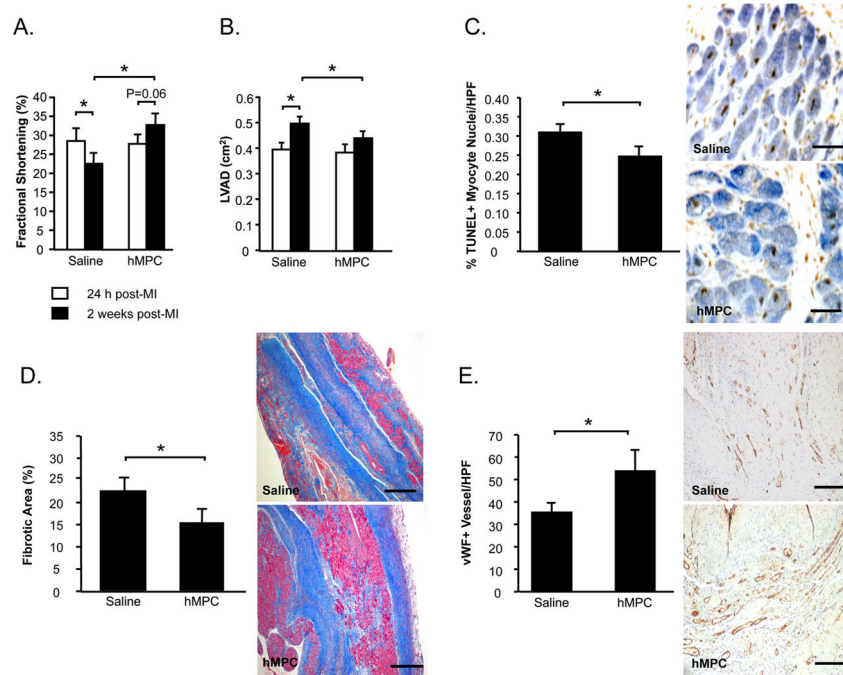 A.
*
*
P=0.06
Fractional Shortening (%)
40
35
30
25
20
15
10
5
0
Saline
hMPC
24 h post-MI
2 weeks post-MI
B.
*
*
LVAD (cm²)
0.6
0.5
0.4
0.3
0.2
0.1
0
Saline
hMPC
C.
*
% TUNEL+ Myocyte Nuclei/HPF
0.40
0.35
0.30
0.25
0.20
0.15
0.10
0.05
0.00
Saline
hMPC
Saline
hMPC
D.
*
Fibrotic Area (%)
35
30
25
20
15
10
5
0
Saline
hMPC
Saline
hMPC
E.
*
vWF+ Vessel/HPF
70
60
50
40
30
20
10
0
Saline
hMPC
Saline
hMPC